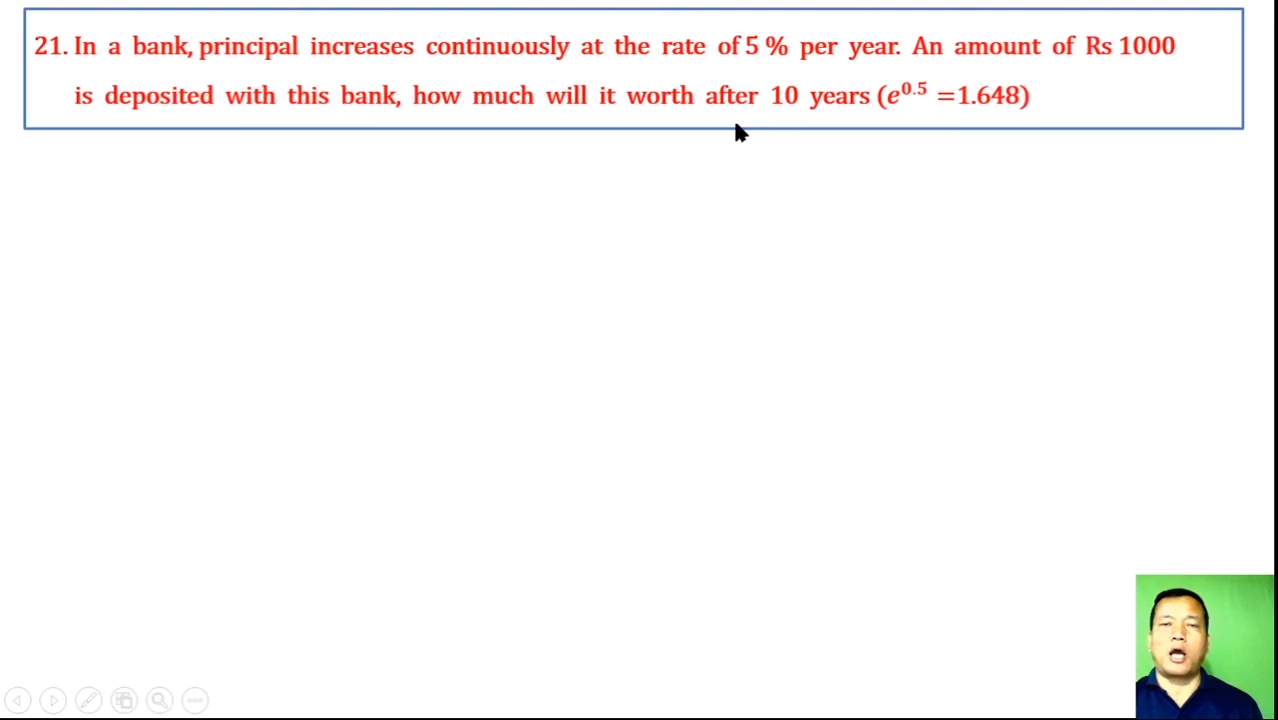 21. In a bank, principal increases continuously at the rate of 5 % per year. An amount of Rs 1000
is deposited with this bank, how much will it worth after 10 years (𝑒^0.5 =1.648)